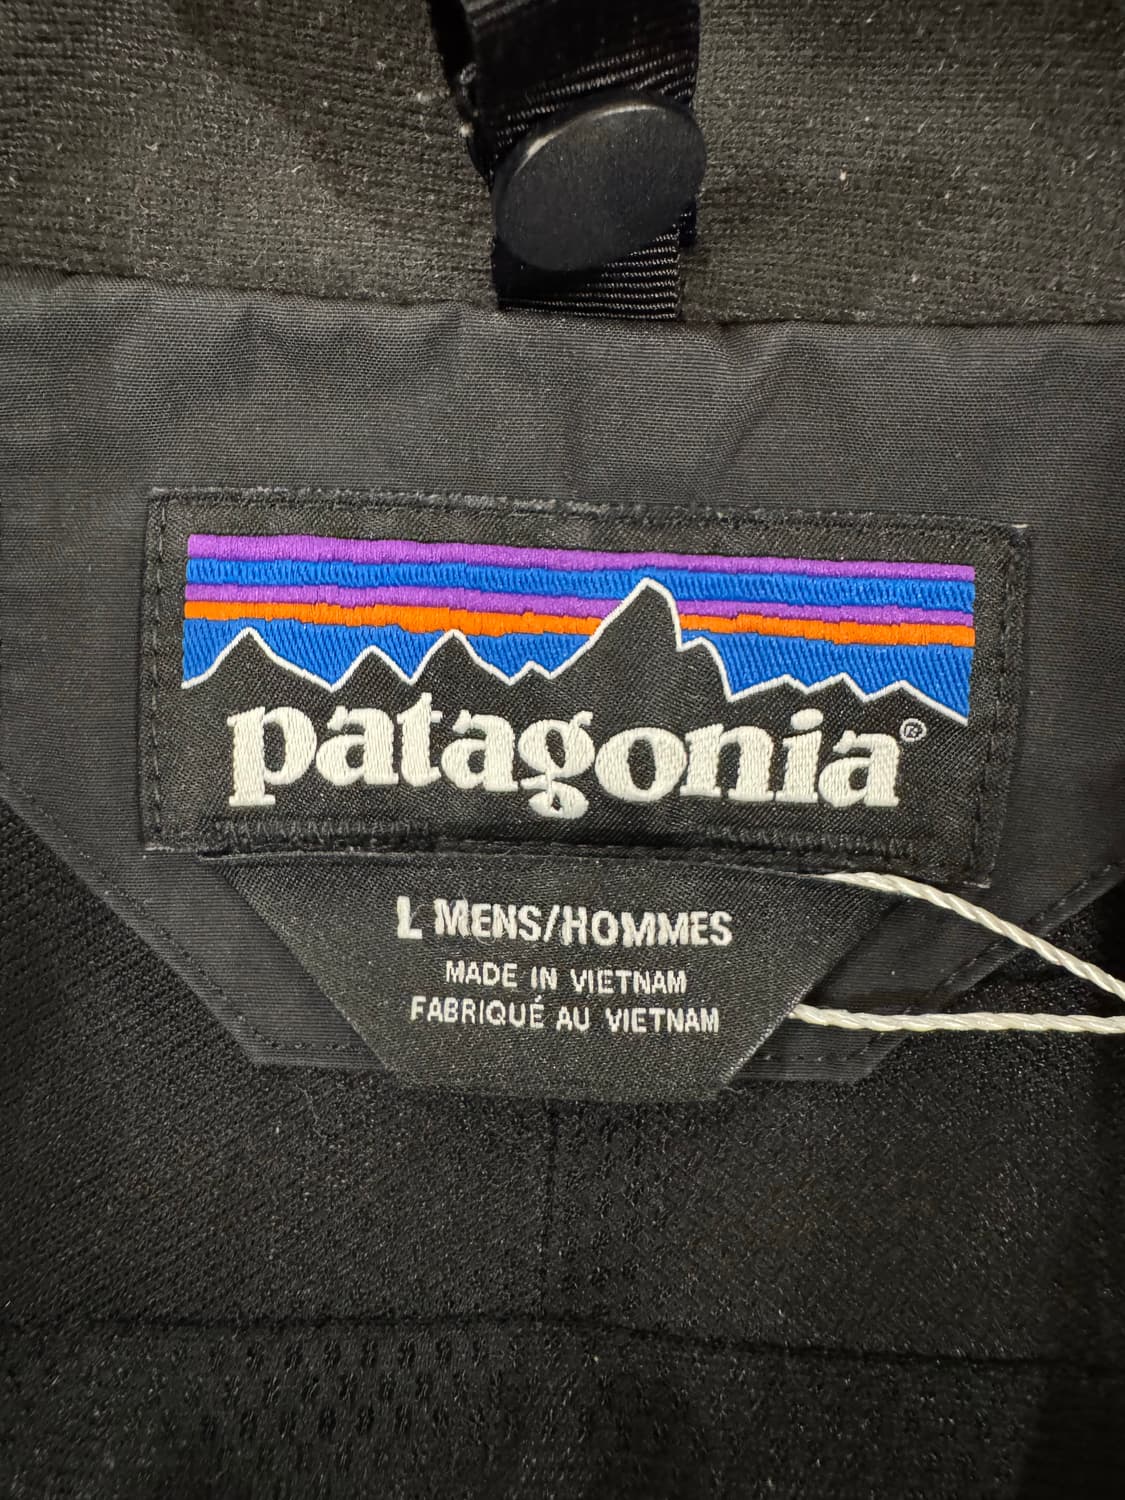 patagonia®
L MENS/HOMMES
MADE IN VIETNAM
FABRIQUÉ AU VIETNAM